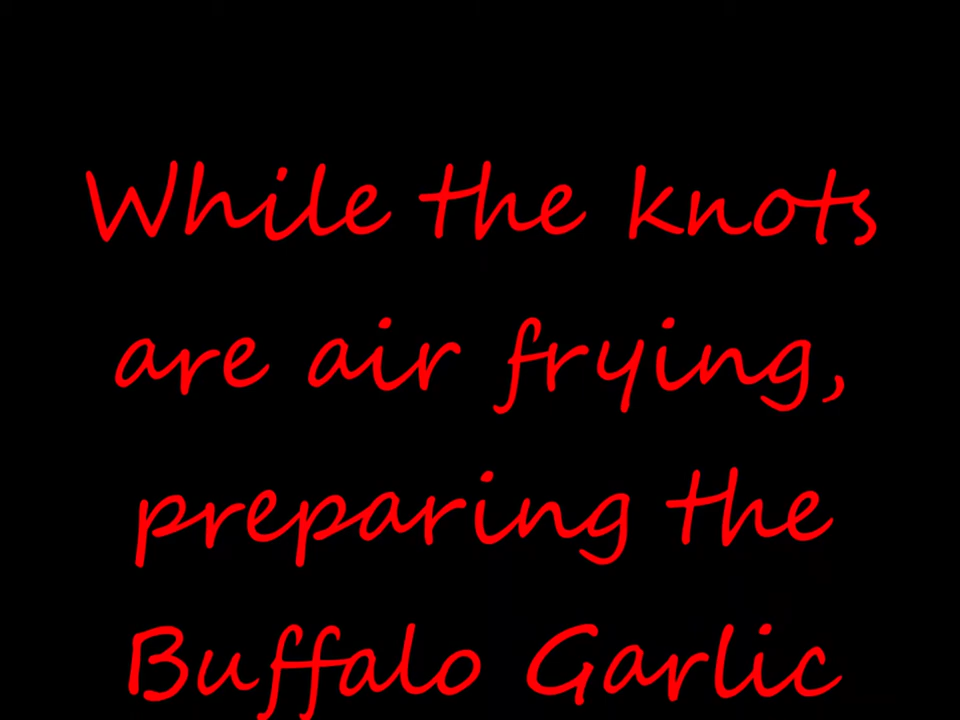 While the knots
are air frying,
preparing the
Buffalo Garlic